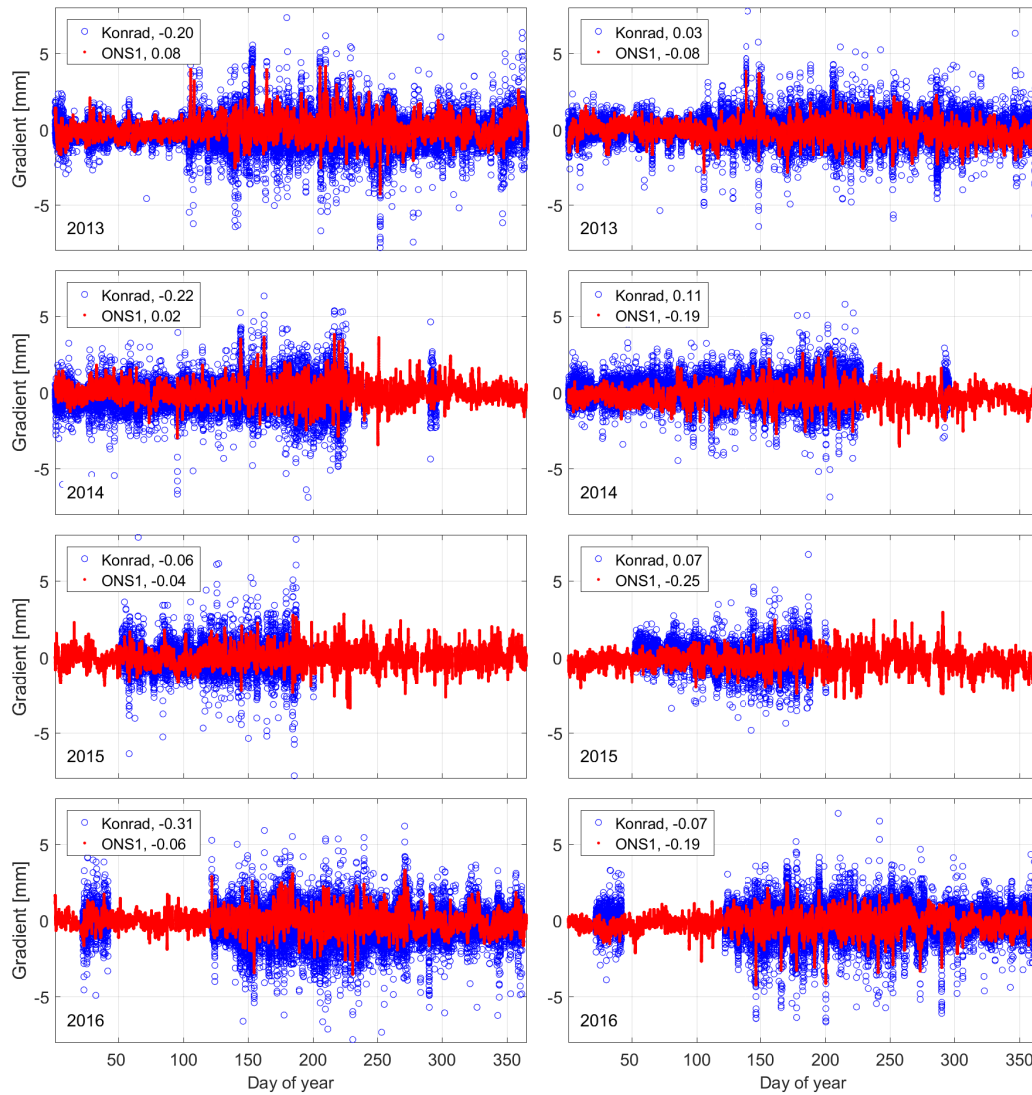 Konrad, -0.20
ONS1, 0.08
5
0
-5
Gradient [mm]
2013
Konrad, 0.03
ONS1, -0.08
5
0
-5
2013
Konrad, -0.22
ONS1, 0.02
5
0
-5
Gradient [mm]
2014
Konrad, 0.11
ONS1, -0.19
5
0
-5
2014
Konrad, -0.06
ONS1, -0.04
5
0
-5
Gradient [mm]
2015
Konrad, 0.07
ONS1, -0.25
5
0
-5
2015
Konrad, -0.31
ONS1, -0.06
5
0
-5
Gradient [mm]
2016
50 100 150 200 250 300 350
Day of year
Konrad, -0.07
ONS1, -0.19
5
0
-5
2016
50 100 150 200 250 300 350
Day of year